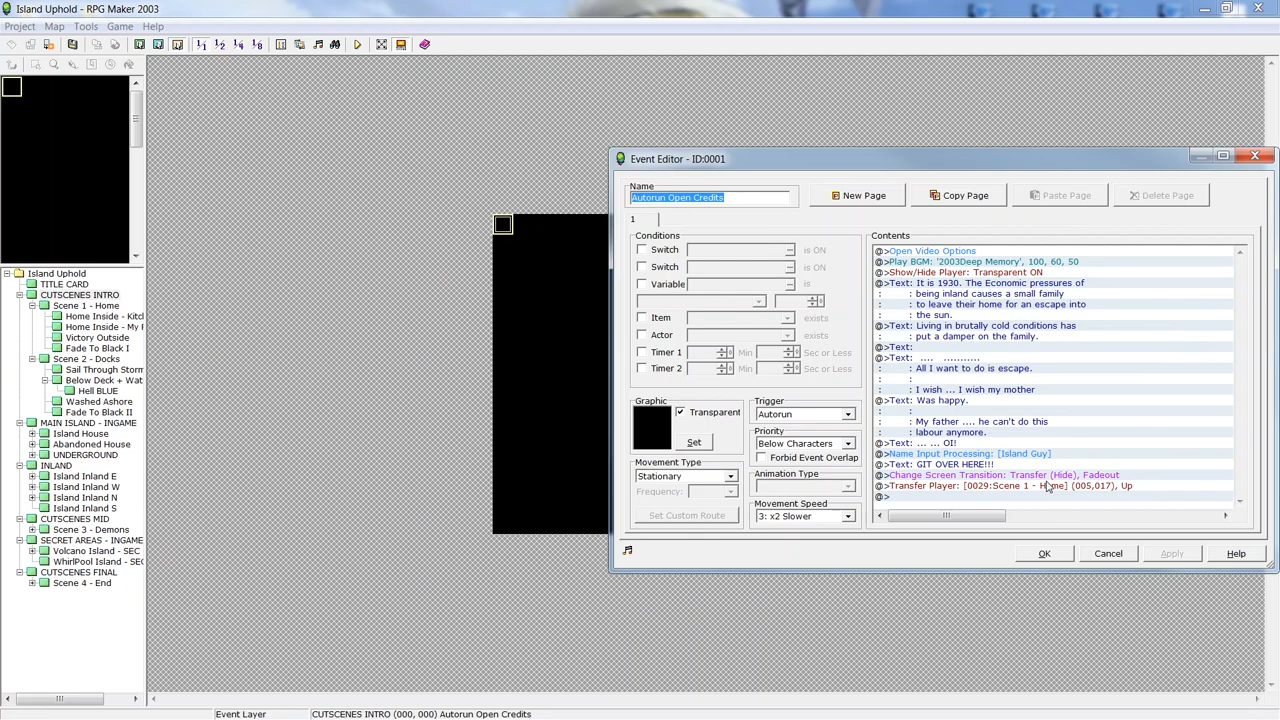 Island Uphold - RPG Maker 2003
Project Map Tools Game Help
Island Uphold
TITLE CARD
CUTSCENES INTRO
Scene 1 - Home
Home Inside - Kitcl
Home Inside - My F
Victory Outside
Fade To Black I
Scene 2 - Docks
Sail Through Storm
Below Deck + Wat
Hell BLUE
Washed Ashore
Fade To Black II
MAIN ISLAND - INGAME
Island House
Abandoned House
UNDERGROUND
INLAND
Island Inland E
Island Inland W
Island Inland N
Island Inland S
CUTSCENES MID
Scene 3 - Demons
SECRET AREAS - INGAME
Volcano Island - SEC
WhirlPool Island - SEC
CUTSCENES FINAL
Scene 4 - End
Event Editor - ID:0001
Name
Autorun Open Credits
New Page
Copy Page
Paste Page
Delete Page
1
Conditions
Switch is ON
Switch is ON
Variable is
Item exists
Actor exists
Timer 1 Min Sec or Less
Timer 2 Min Sec or Less
Graphic
Transparent
Set
Movement Type
Stationary
Frequency:
Set Custom Route
Trigger
Autorun
Priority
Below Characters
Forbid Event Overlap
Animation Type
Movement Speed
3: x2 Slower
Contents
@>Open Video Options
@>Play BGM: '2003Deep Memory', 100, 60, 50
@>Show/Hide Player: Transparent ON
@>Text: It is 1930. The Economic pressures of
: : being inland causes a small family
: : to leave their home for an escape into
: : the sun.
@>Text: Living in brutally cold conditions has
: : put a damper on the family.
@>Text:
@>Text: .... ...........
: : All I want to do is escape.
: :
: : I wish ... I wish my mother
@>Text: Was happy.
: :
: : My father .... he can't do this
: : labour anymore.
@>Text: ... ... OI!
@>Name Input Processing: [Island Guy]
@>Text: GIT OVER HERE!!!
@>Change Screen Transition: Transfer (Hide), Fadeout
@>Transfer Player: [0029:Scene 1 - Home] (005,017), Up
@>
OK
Cancel
Apply
Help
Event Layer
CUTSCENES INTRO (000, 000) Autorun Open Credits